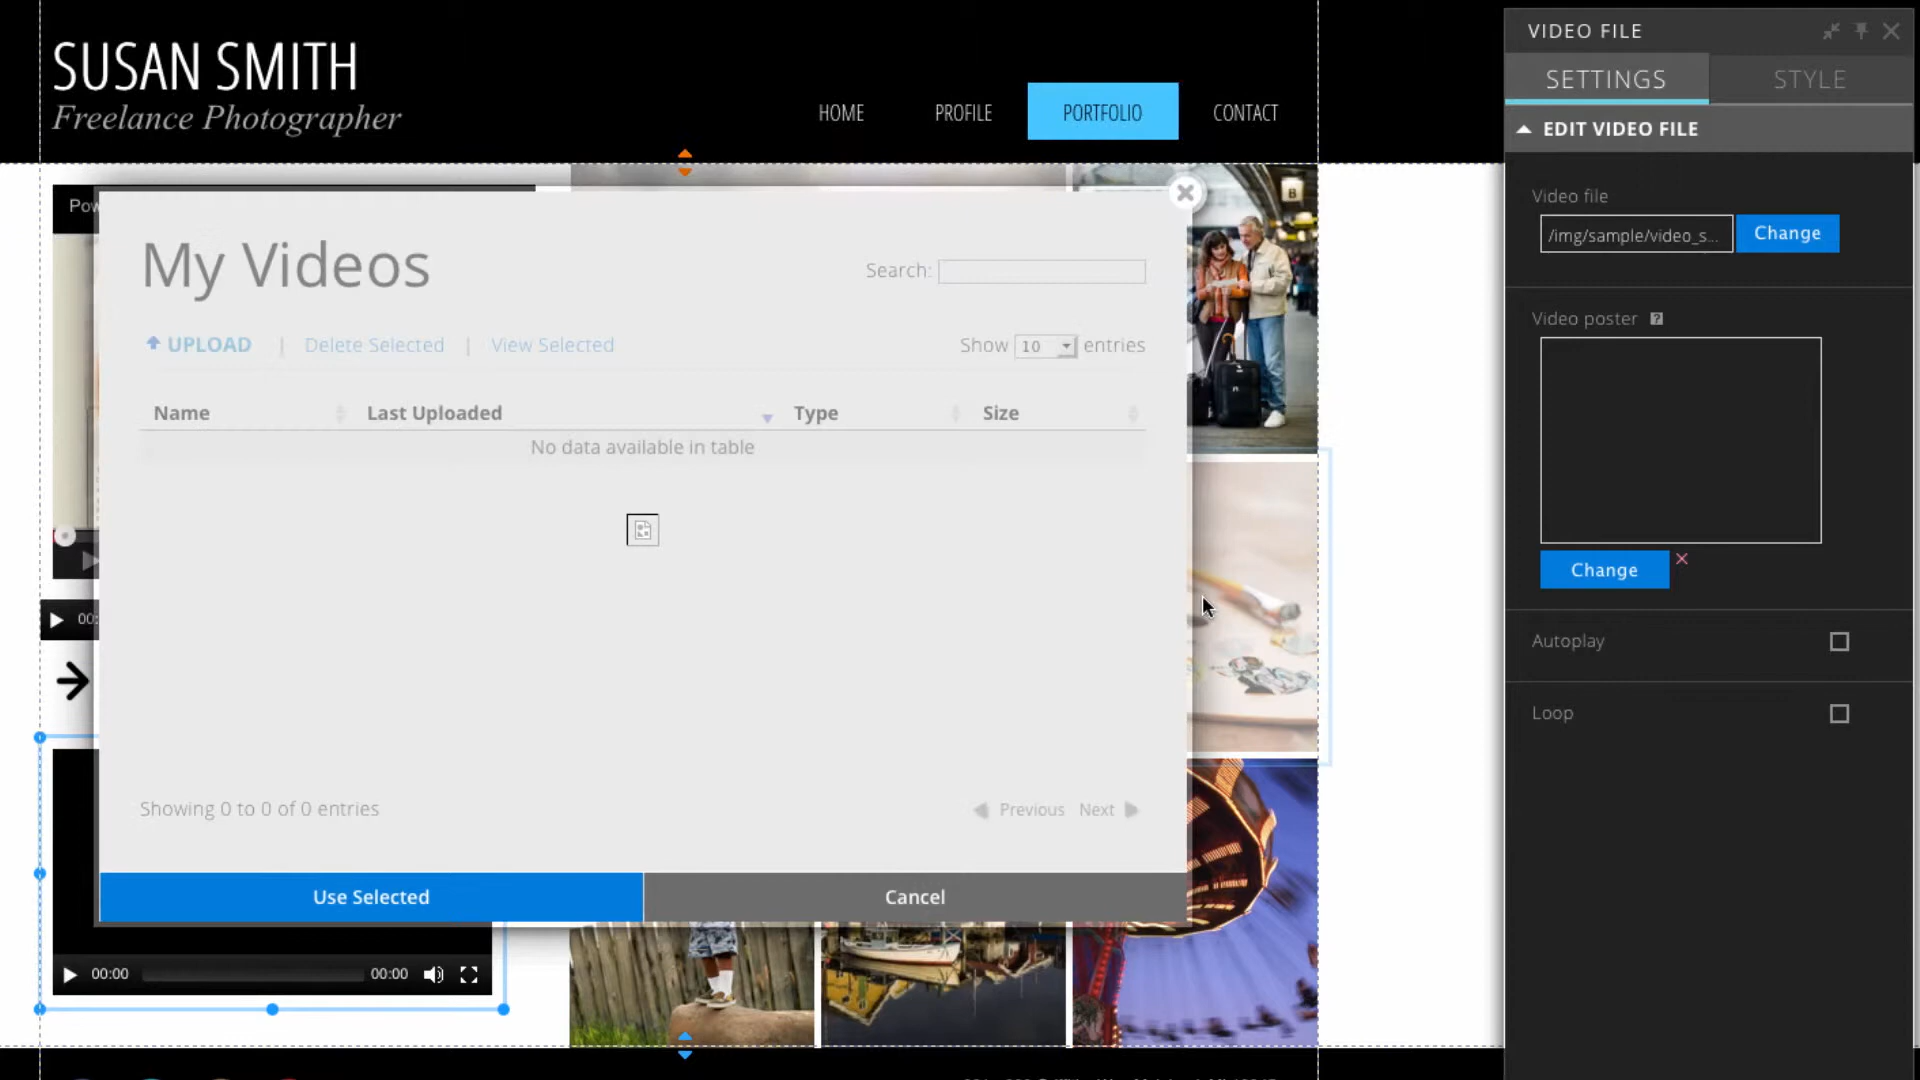 SUSAN SMITH
Freelance Photographer
HOME PROFILE PORTFOLIO CONTACT
VIDEO FILE
SETTINGS STYLE
EDIT VIDEO FILE
Video file
/img/sample/video_s... Change
Video poster ?
Change
Autoplay
Loop
Pow
B
My Videos
Search:
UPLOAD | Delete Selected | View Selected
Show 10 entries
Name Last Uploaded Type Size
No data available in table
00:
Showing 0 to 0 of 0 entries
Previous Next
Use Selected Cancel
00:00 00:00